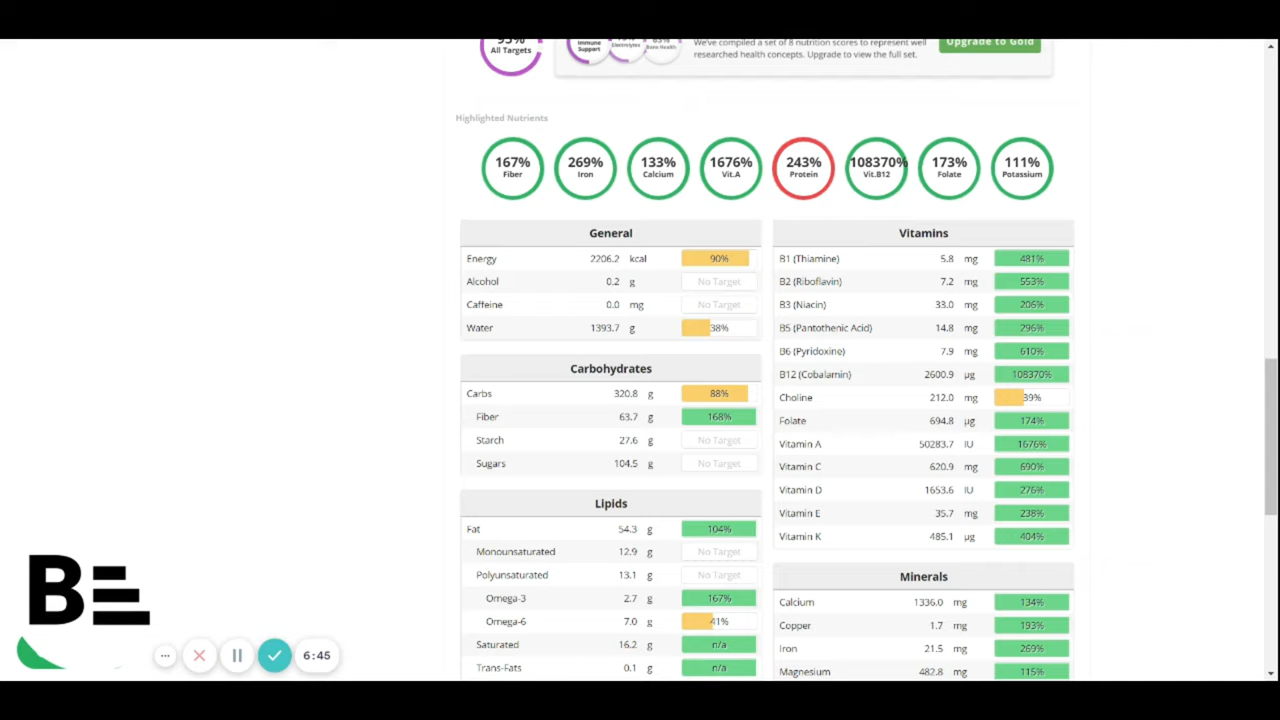 95%
All Targets
Immune
Support
Electrolytes
Bone Health
We've compiled a set of 8 nutrition scores to represent well
researched health concepts. Upgrade to view the full set.
Upgrade to Gold
Highlighted Nutrients
167% 269% 133% 1676% 243% 108370% 173% 111%
Fiber Iron Calcium Vit.A Protein Vit.B12 Folate Potassium
General
Energy 2206.2 kcal 90%
Alcohol 0.2 g No Target
Caffeine 0.0 mg No Target
Water 1393.7 g 38%
Carbohydrates
Carbs 320.8 g 88%
Fiber 63.7 g 168%
Starch 27.6 g No Target
Sugars 104.5 g No Target
Lipids
Fat 54.3 g 104%
Monounsaturated 12.9 g No Target
Polyunsaturated 13.1 g No Target
Omega-3 2.7 g 167%
Omega-6 7.0 g 41%
Saturated 16.2 g n/a
Trans-Fats 0.1 g n/a
Vitamins
B1 (Thiamine) 5.8 mg 481%
B2 (Riboflavin) 7.2 mg 553%
B3 (Niacin) 33.0 mg 206%
B5 (Pantothenic Acid) 14.8 mg 296%
B6 (Pyridoxine) 7.9 mg 610%
B12 (Cobalamin) 2600.9 µg 108370%
Choline 212.0 mg 39%
Folate 694.8 µg 174%
Vitamin A 50283.7 IU 1676%
Vitamin C 620.9 mg 690%
Vitamin D 1653.6 IU 276%
Vitamin E 35.7 mg 238%
Vitamin K 485.1 µg 404%
Minerals
Calcium 1336.0 mg 134%
Copper 1.7 mg 193%
Iron 21.5 mg 269%
Magnesium 482.8 mg 115%
BE
6:45